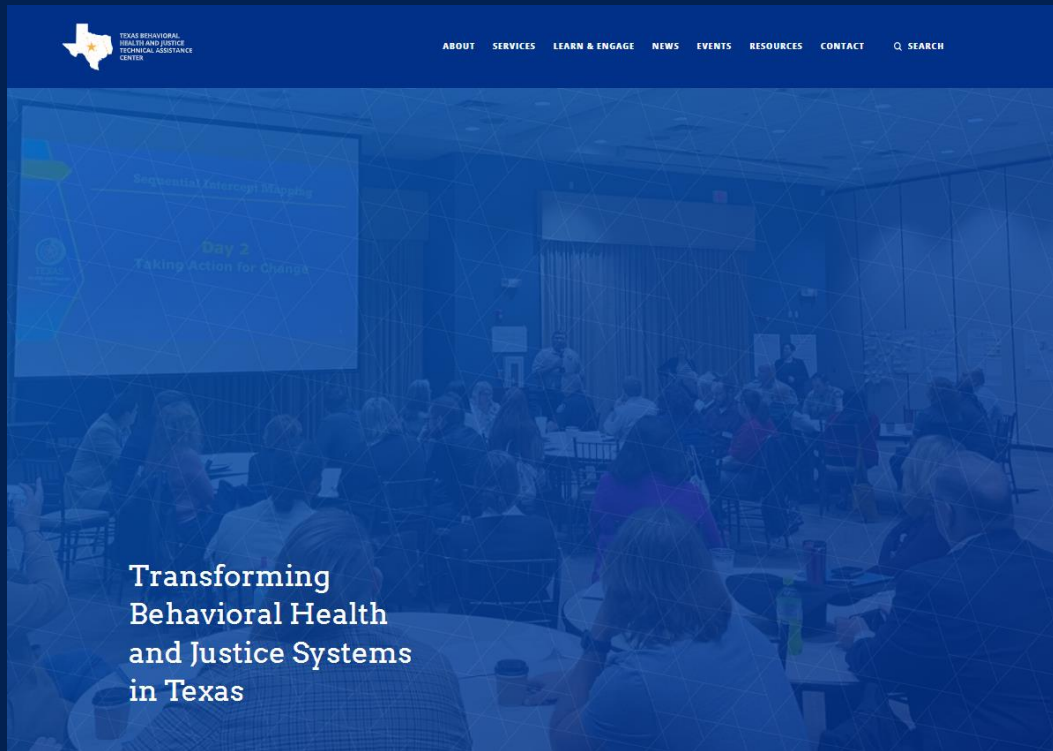 TEXAS BEHAVIORAL
HEALTH AND JUSTICE
TECHNICAL ASSISTANCE
CENTER
ABOUT SERVICES LEARN & ENGAGE NEWS EVENTS RESOURCES CONTACT SEARCH
Sequential Intercept Mapping
Day 2
Taking Action for Change
TEXAS
Transforming
Behavioral Health
and Justice Systems
in Texas